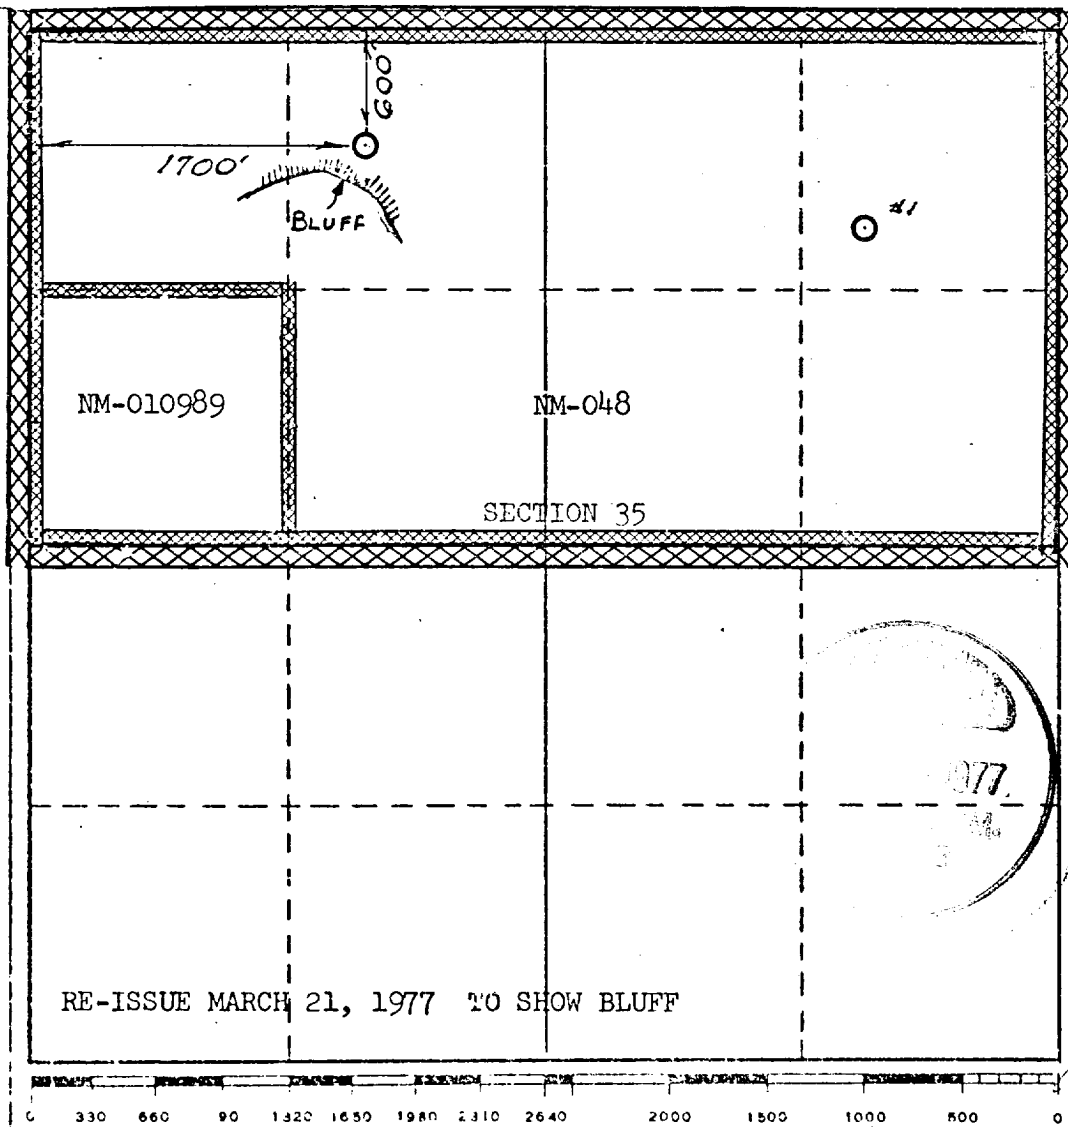 600'
1700'
BLUFF
#1
NM-010989
NM-048
SECTION 35
1977
M.
RE-ISSUE MARCH 21, 1977 TO SHOW BLUFF
0 330 660 90 1320 1650 1980 2310 2640 2000 1500 1000 500 0